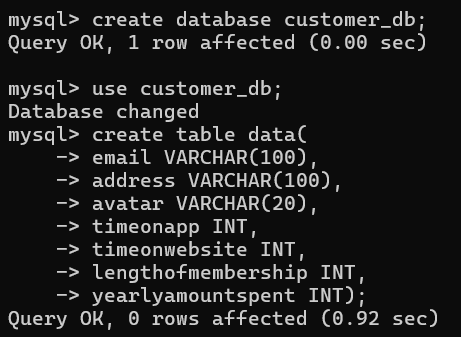 mysql> create database customer_db;
Query OK, 1 row affected (0.00 sec)

mysql> use customer_db;
Database changed
mysql> create table data(
    -> email VARCHAR(100),
    -> address VARCHAR(100),
    -> avatar VARCHAR(20),
    -> timeonapp INT,
    -> timeonwebsite INT,
    -> lengthofmembership INT,
    -> yearlyamountspent INT);
Query OK, 0 rows affected (0.92 sec)